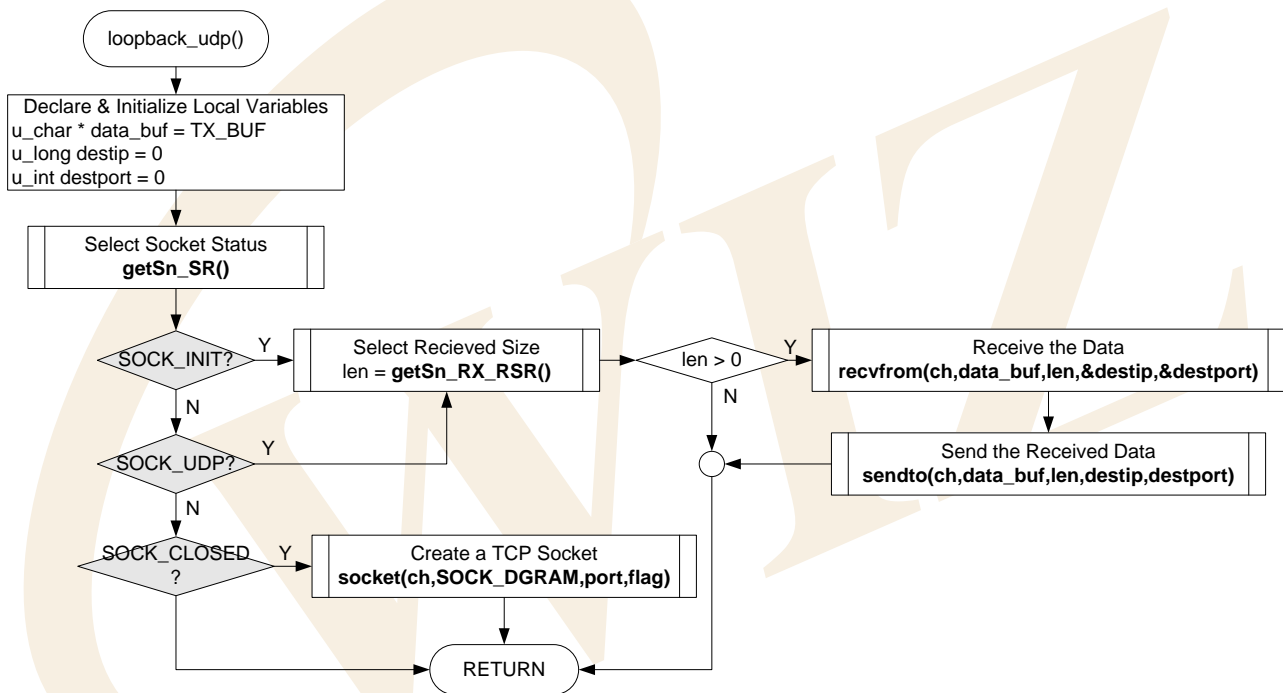 loopback_udp()
Declare & Initialize Local Variables
u_char * data_buf = TX_BUF
u_long destip = 0
u_int destport = 0
Select Socket Status
getSn_SR()
SOCK_INIT?
Y
N
Select Recieved Size
len = getSn_RX_RSR()
len > 0
Y
N
Receive the Data
recvfrom(ch,data_buf,len,&destip,&destport)
Send the Received Data
sendto(ch,data_buf,len,destip,destport)
SOCK_UDP?
Y
N
SOCK_CLOSED
?
Y
Create a TCP Socket
socket(ch,SOCK_DGRAM,port,flag)
RETURN
WIZ